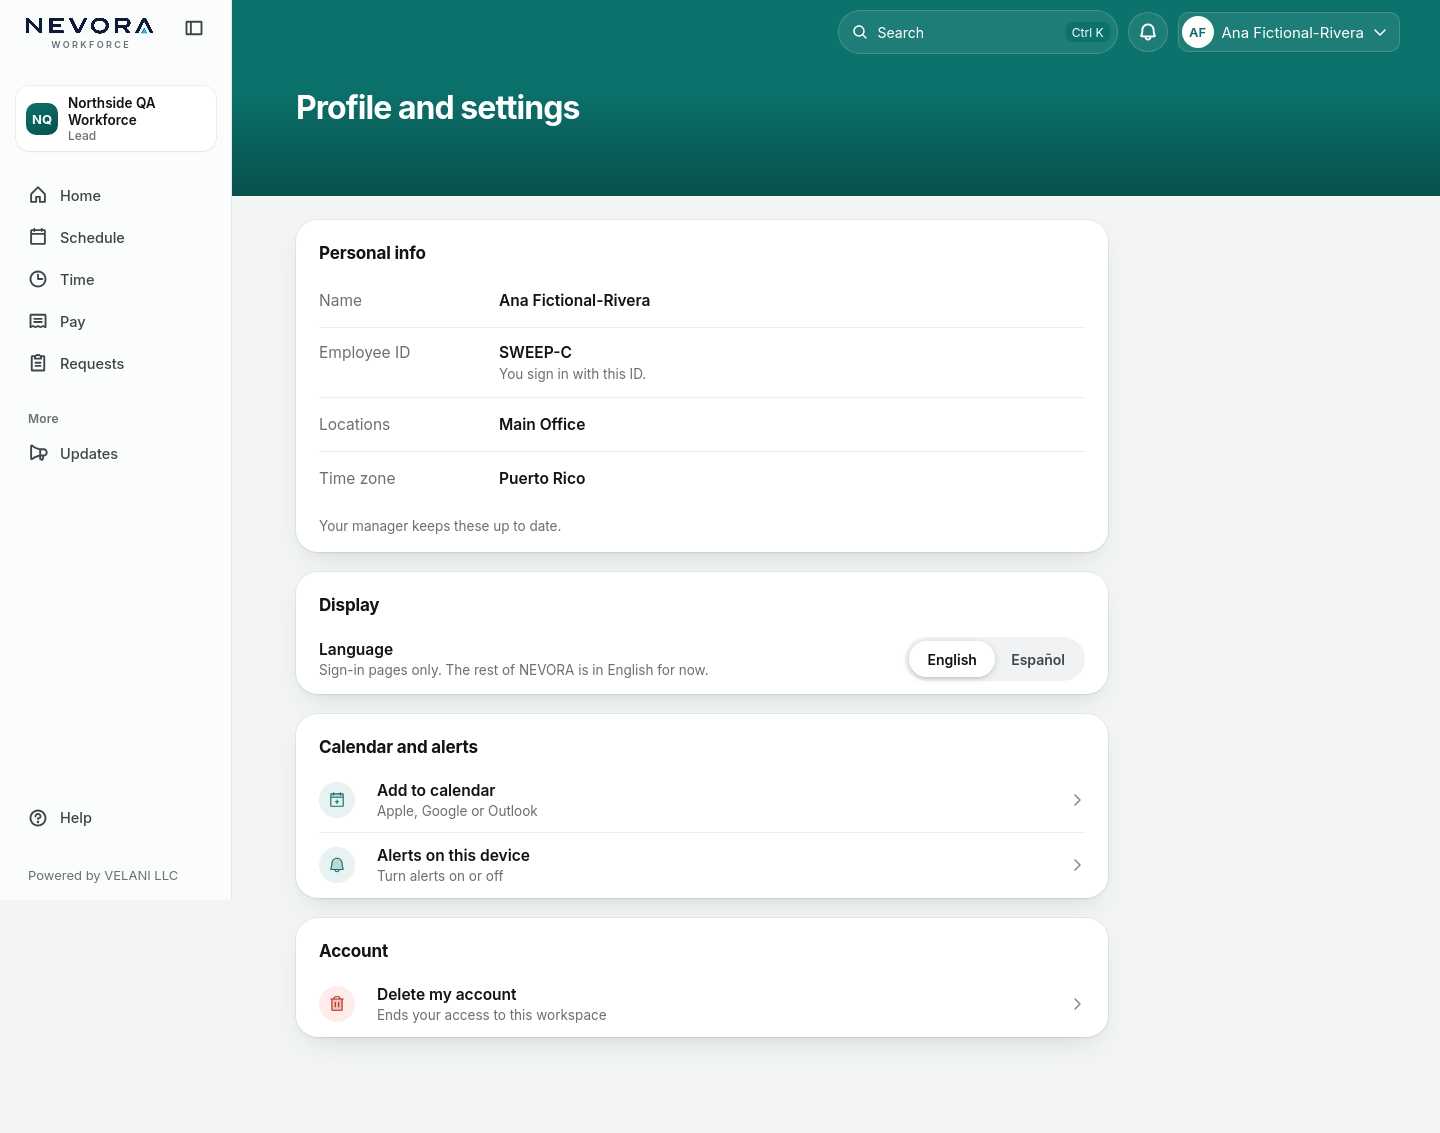 NEVORA
WORKFORCE
NQ
Northside QA
Workforce
Lead
Home
Schedule
Time
Pay
Requests
More
Updates
Help
Powered by VELANI LLC
Search
Ctrl K
AF
Ana Fictional-Rivera
Profile and settings
Personal info
Name
Ana Fictional-Rivera
Employee ID
SWEEP-C
You sign in with this ID.
Locations
Main Office
Time zone
Puerto Rico
Your manager keeps these up to date.
Display
Language
Sign-in pages only. The rest of NEVORA is in English for now.
English
Español
Calendar and alerts
Add to calendar
Apple, Google or Outlook
Alerts on this device
Turn alerts on or off
Account
Delete my account
Ends your access to this workspace